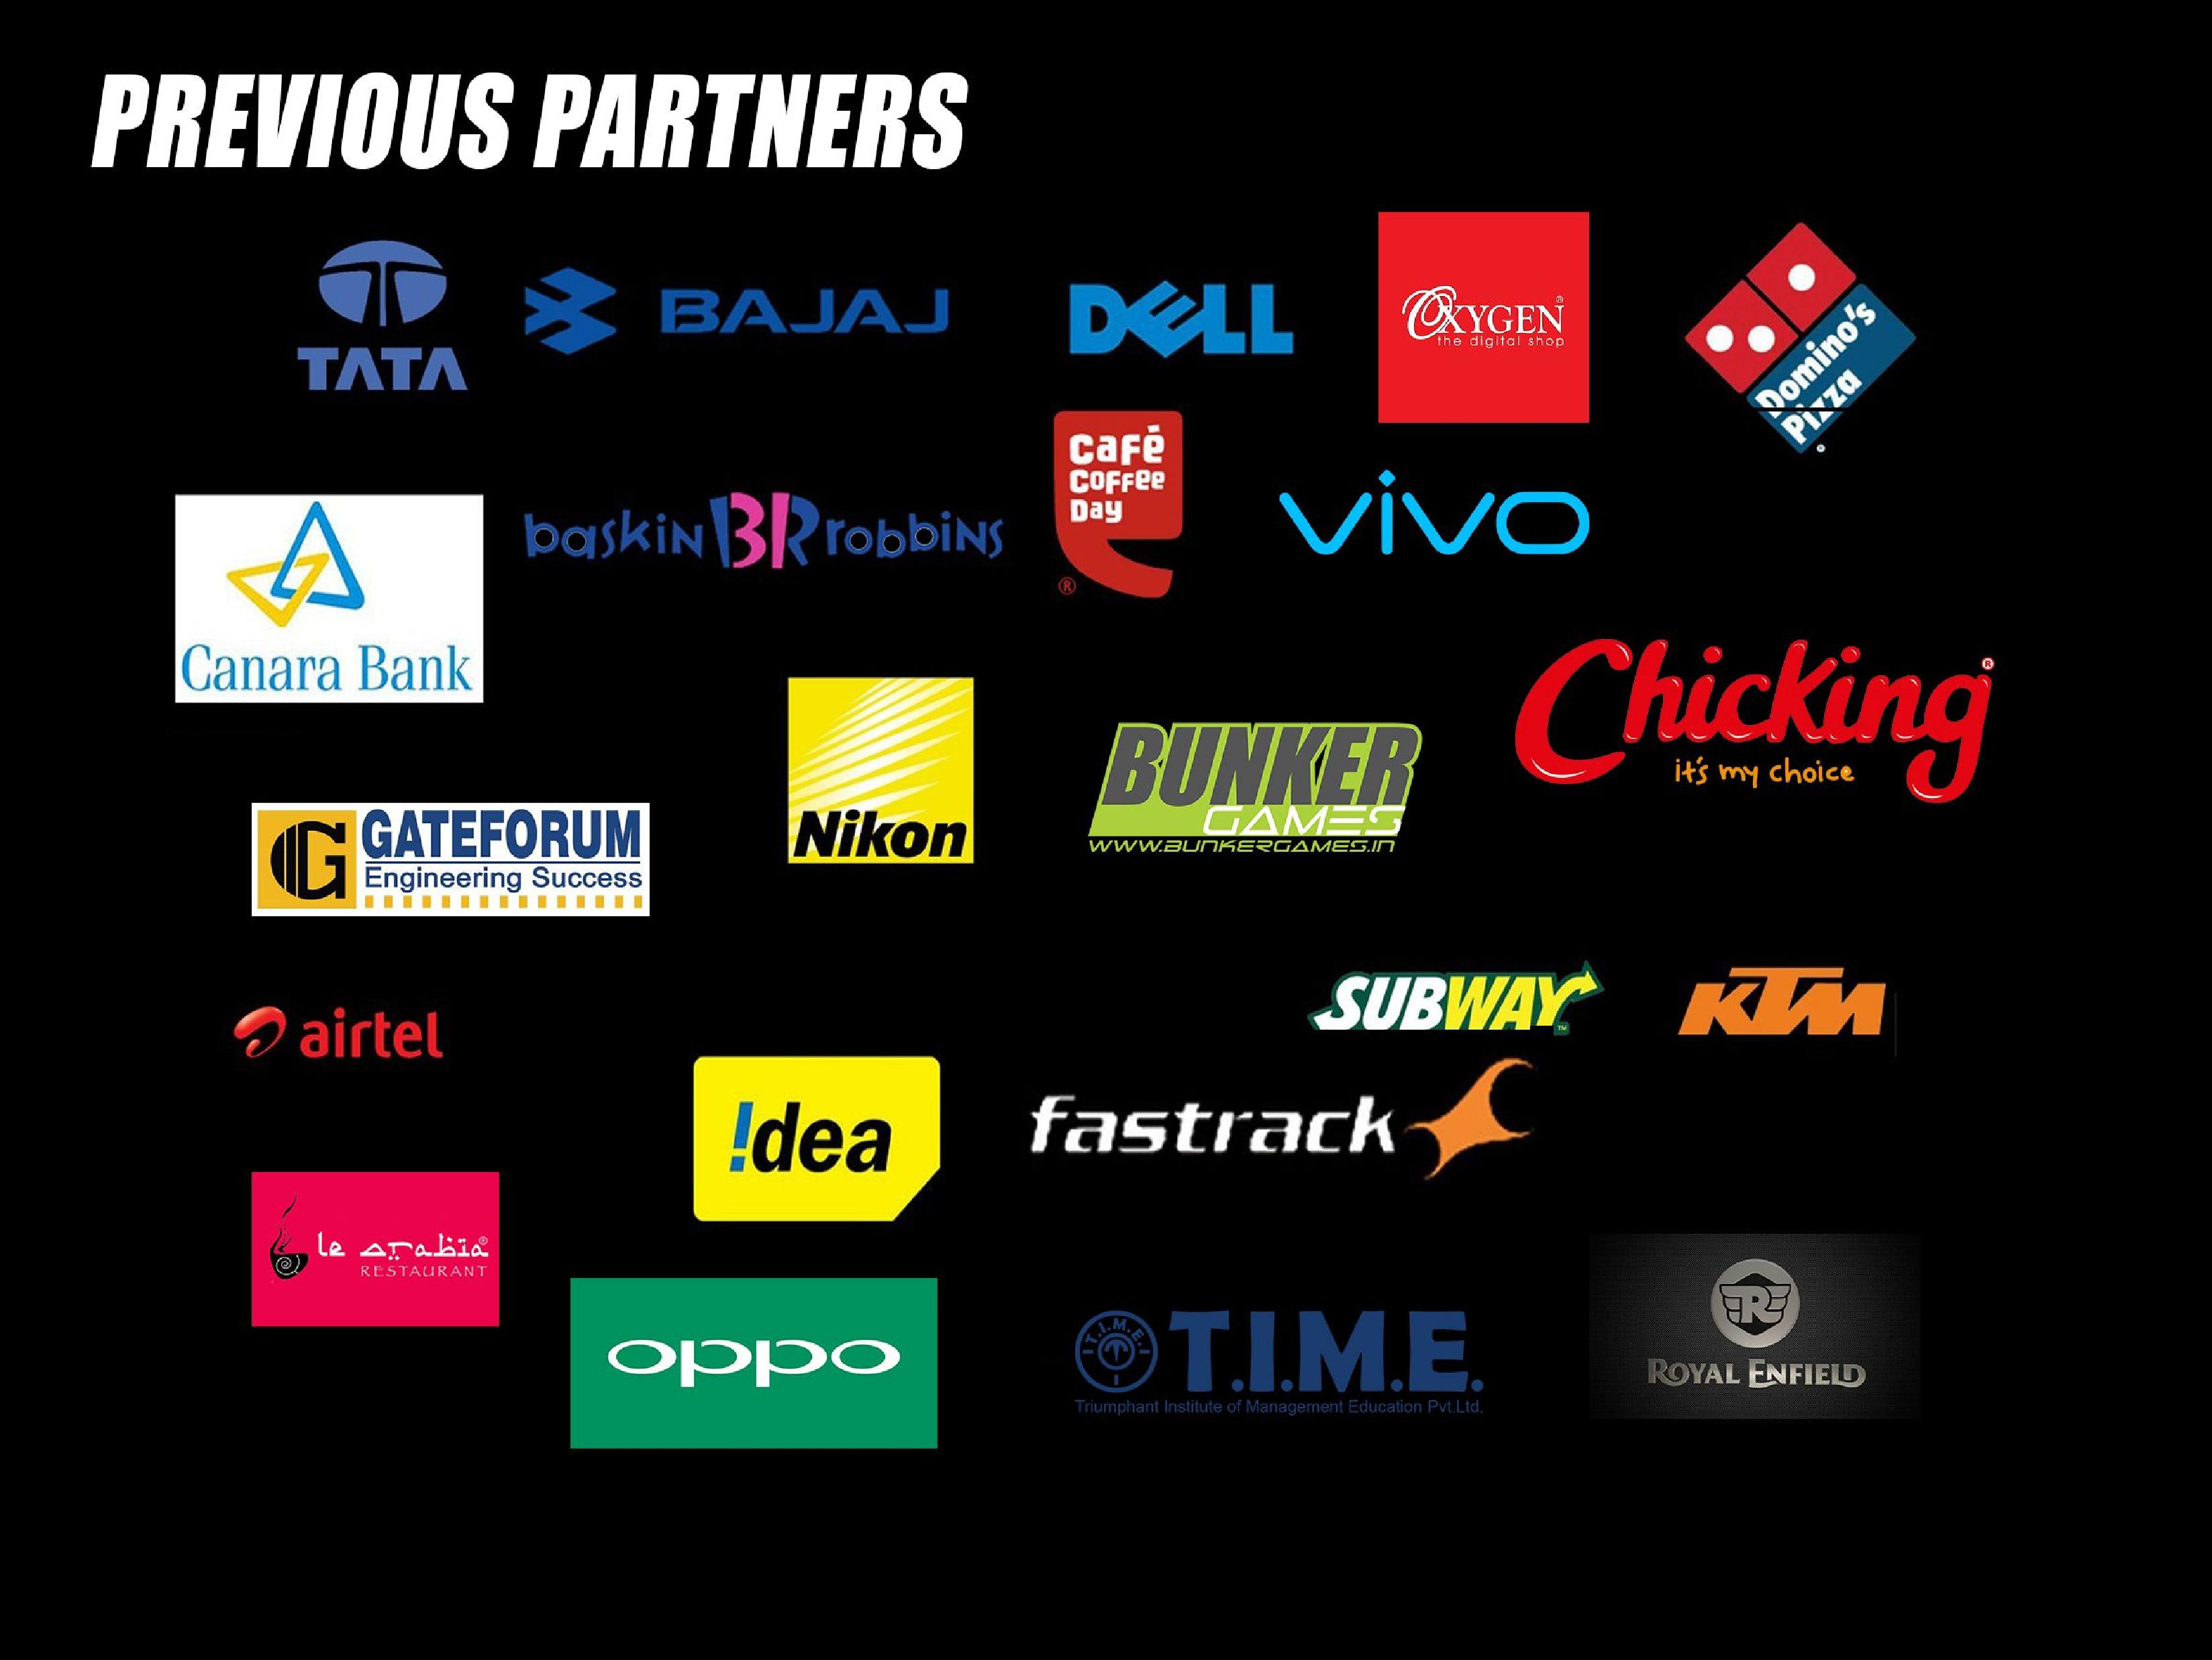 PREVIOUS PARTNERS
TATA
BAJAJ
DELL
OXYGEN®
the digital shop
Domino's
Pizza
®
Café
Coffee
Day
®
vivo
Canara Bank
baskin BR robbins
Chicking®
it's my choice
Nikon
BUNKER
GAMES
WWW.BUNKERGAMES.IN
G
GATEFORUM
Engineering Success
SUBWAY
TM
KTM
airtel
!dea
fastrack
le arabia®
RESTAURANT
oppo
T.I.M.E.
T.I.M.E.
Triumphant Institute of Management Education Pvt.Ltd.
R
ROYAL ENFIELD